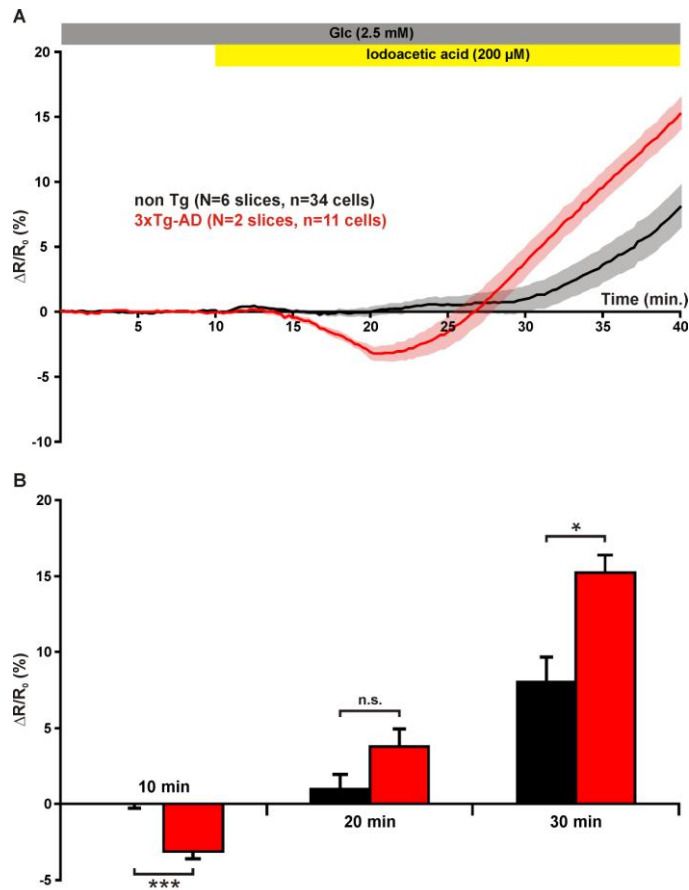 A
Glc (2.5 mM)
Iodoacetic acid (200 µM)
20
15
10
5
0
-5
-10
ΔR/R₀ (%)
non Tg (N=6 slices, n=34 cells)
3xTg-AD (N=2 slices, n=11 cells)
Time (min.)
5 10 15 20 25 30 35 40
B
20
15
10
5
0
-5
ΔR/R₀ (%)
*
n.s.
10 min
20 min
30 min
***